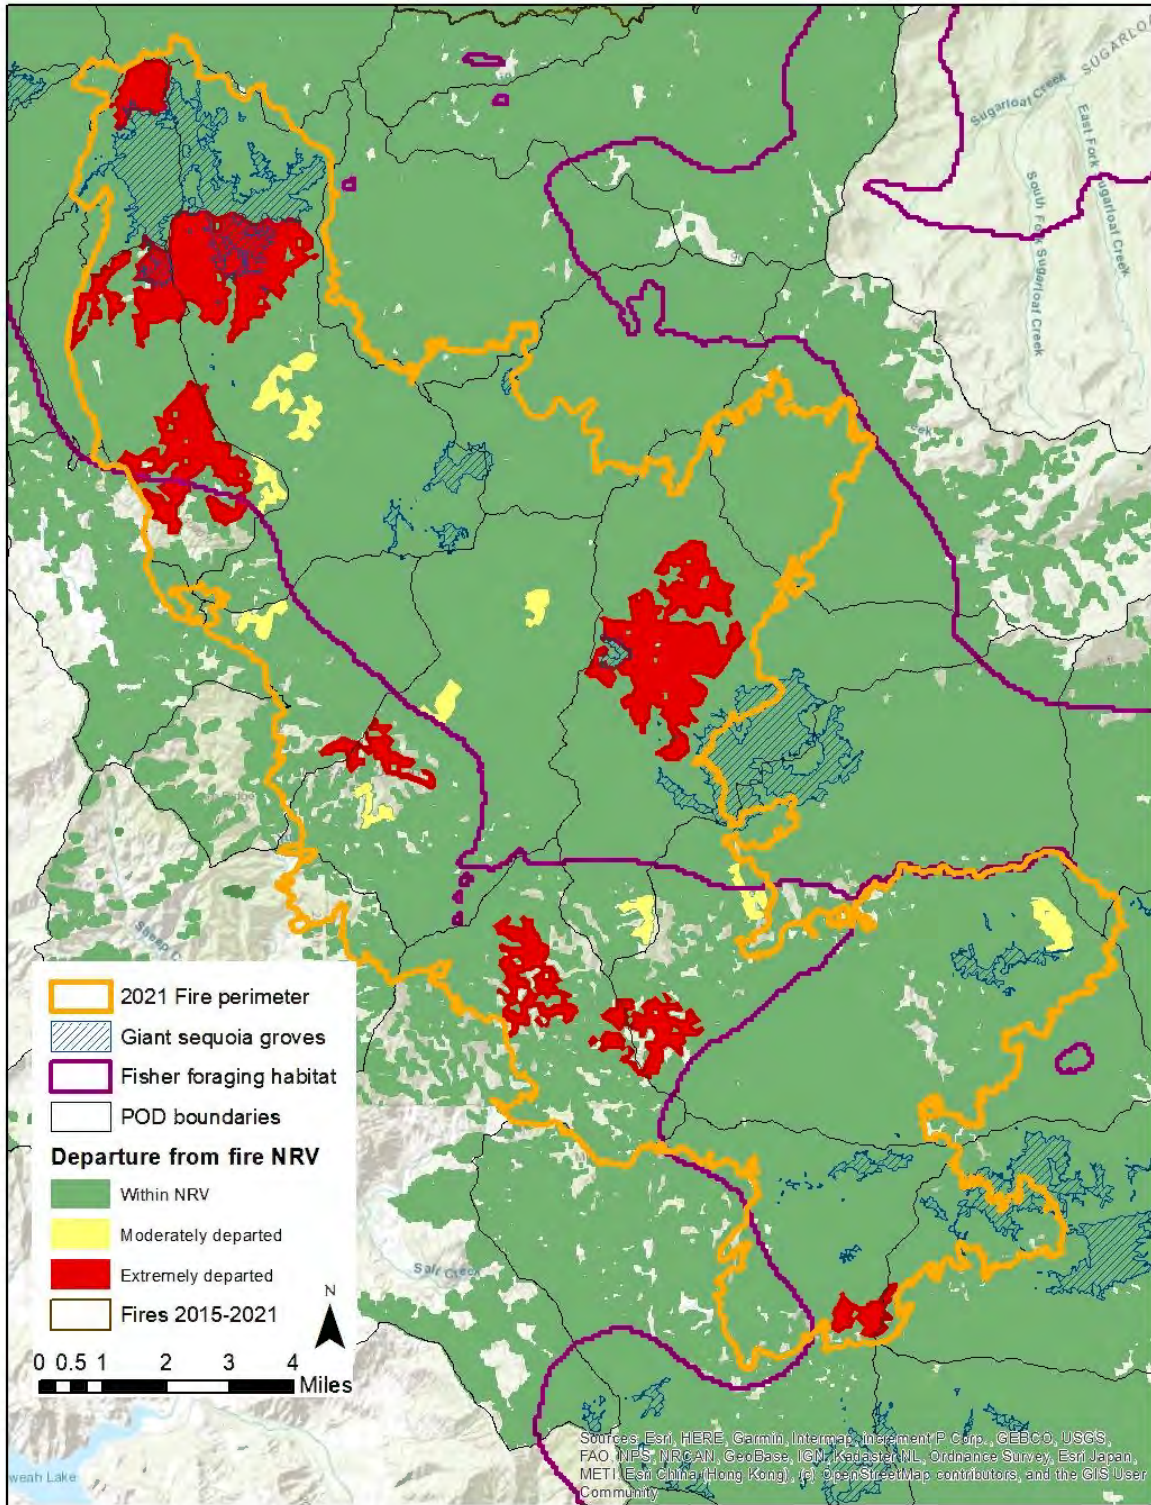 SUGARLOA
Sugarloaf Creek
East Fork Sugarloaf Creek
South Fork Sugarloaf Creek
eek
2021 Fire perimeter
Giant sequoia groves
Fisher foraging habitat
POD boundaries
Departure from fire NRV
Within NRV
Moderately departed
Extremely departed
Fires 2015-2021
N
0 0.5 1 2 3 4
Miles
Salt Creek
weah Lake
Sources: Esri, HERE, Garmin, Intermap, increment P Corp., GEBCO, USGS,
FAO, NPS, NRCAN, GeoBase, IGN, Kadaster NL, Ordnance Survey, Esri Japan,
METI, Esri China (Hong Kong), (c) OpenStreetMap contributors, and the GIS User
Community